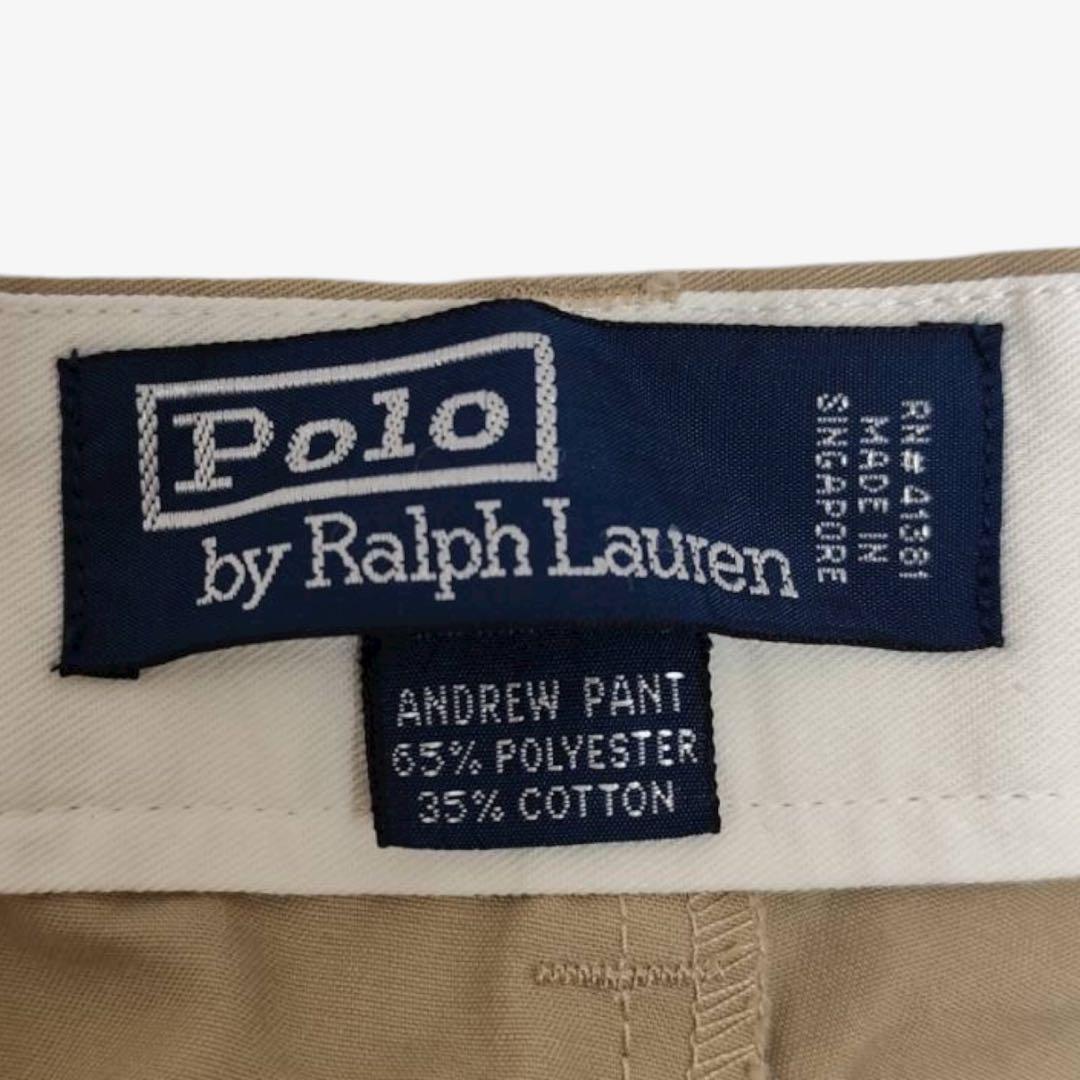 Polo
by Ralph Lauren
RN# 41381
MADE IN
SINGAPORE
ANDREW PANT
65% POLYESTER
35% COTTON